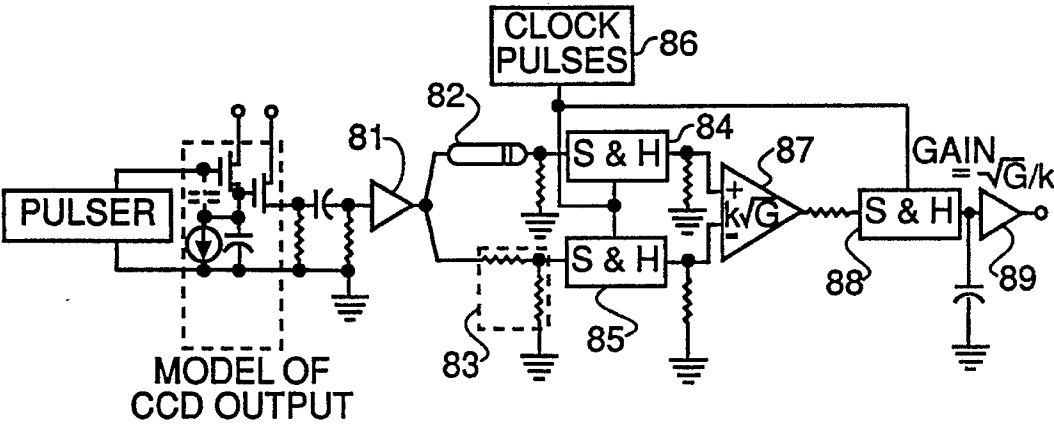 CLOCK
PULSES
86
82
81
84
S & H
87
GAIN
= √G/k
PULSER
+
k√G
-
S & H
S & H
83
85
88
89
MODEL OF
CCD OUTPUT